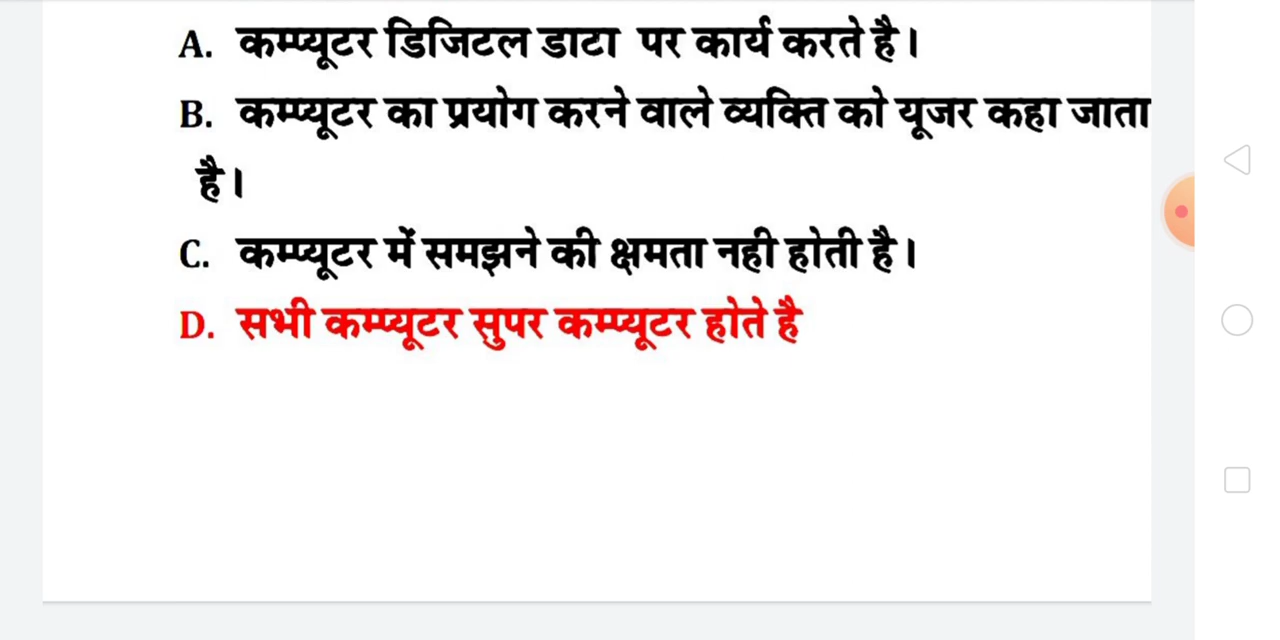 A. कम्प्यूटर डिजिटल डाटा पर कार्य करते है।
B. कम्प्यूटर का प्रयोग करने वाले व्यक्ति को यूजर कहा जाता
है।
C. कम्प्यूटर में समझने की क्षमता नही होती है।
D. सभी कम्प्यूटर सुपर कम्प्यूटर होते है